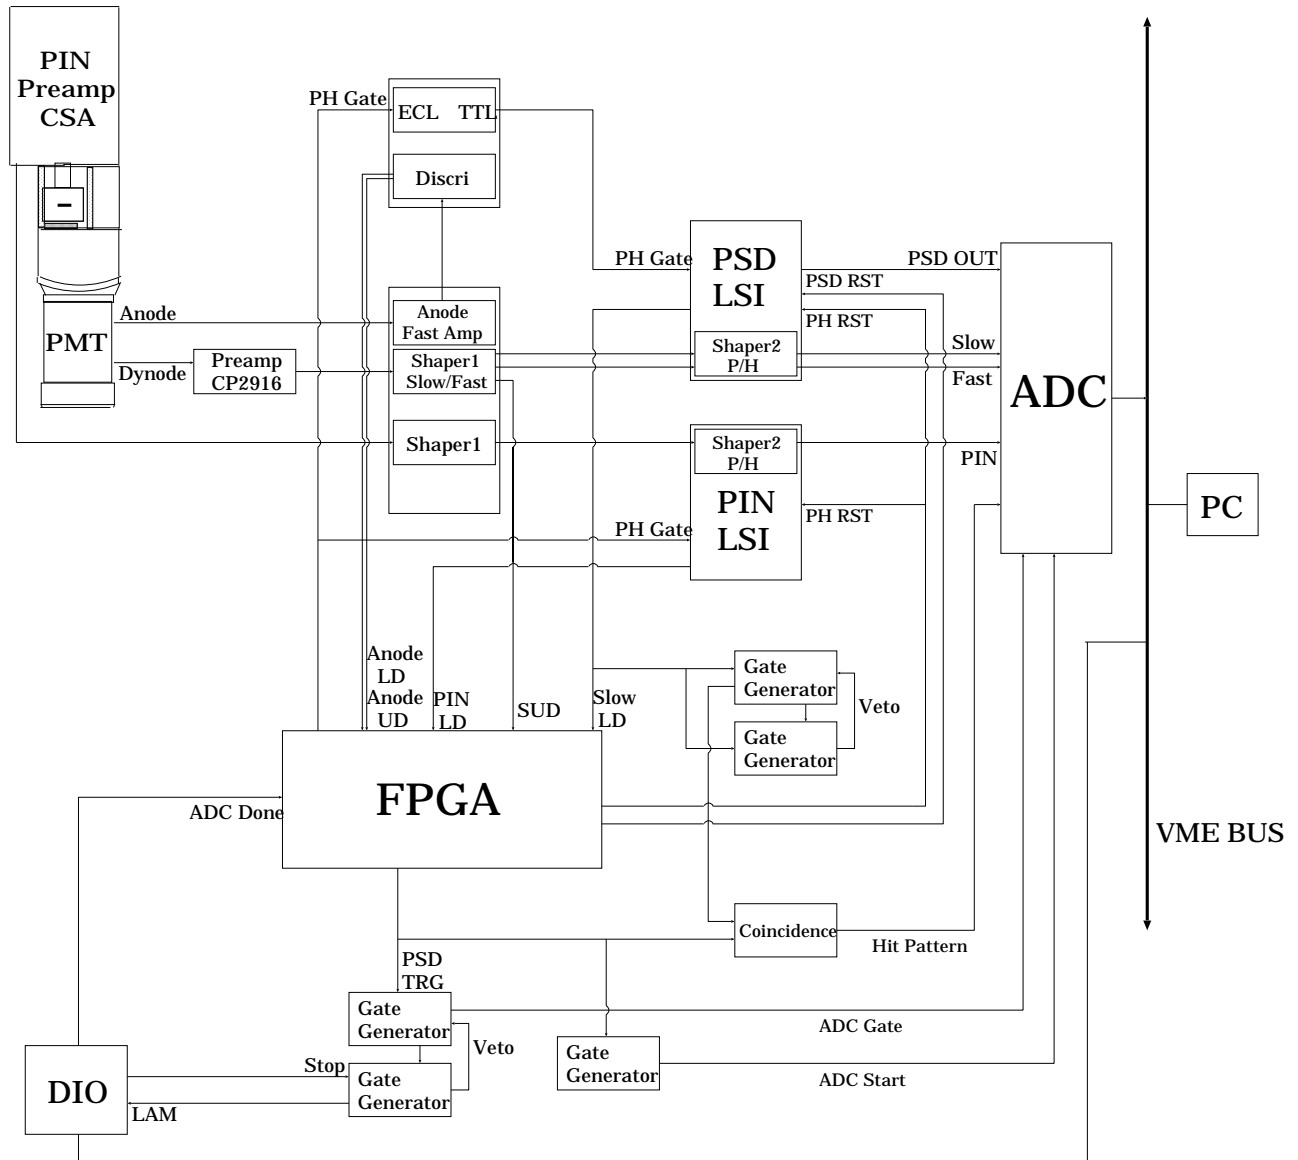 PIN
Preamp
CSA
PH Gate
ECL TTL
Discri
PH Gate
PSD
LSI
PSD OUT
PSD RST
PH RST
Anode
Anode
Fast Amp
PMT
Dynode
Preamp
CP2916
Shaper1
Slow/Fast
Shaper2
P/H
Slow
Fast
ADC
Shaper1
Shaper2
P/H
PIN
PIN
LSI
PH Gate
PH RST
PC
Anode
LD
Anode
UD
PIN
LD
SUD
Slow
LD
Gate
Generator
Veto
Gate
Generator
FPGA
ADC Done
VME BUS
Coincidence
Hit Pattern
PSD
TRG
Gate
Generator
Veto
ADC Gate
Stop
Gate
Generator
Gate
Generator
ADC Start
DIO
LAM